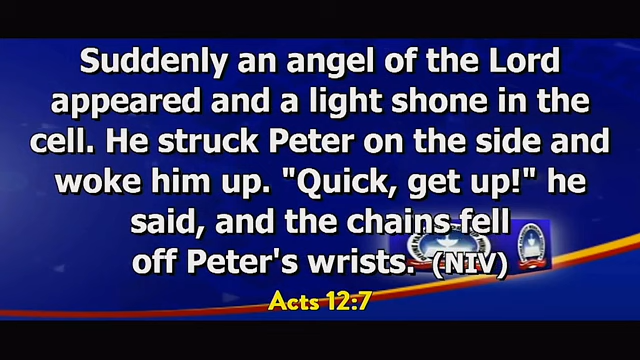 Suddenly an angel of the Lord
appeared and a light shone in the
cell. He struck Peter on the side and
woke him up. "Quick, get up!" he
said, and the chains fell
off Peter's wrists. (NIV)
Acts 12:7